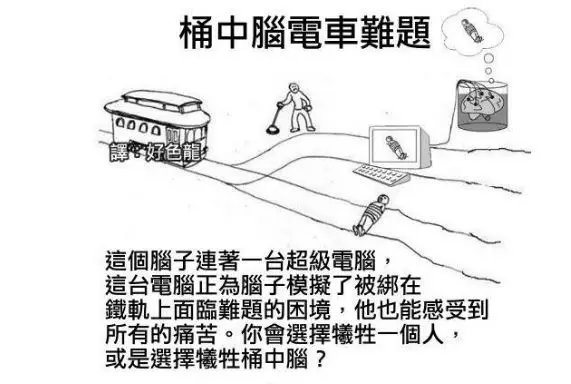 桶中腦電車難題
譯：好色龍
這個腦子連著一台超級電腦，
這台電腦正為腦子模擬了被綁在
鐵軌上面臨難題的困境，他也能感受到
所有的痛苦。你會選擇犧牲一個人，
或是選擇犧牲桶中腦？